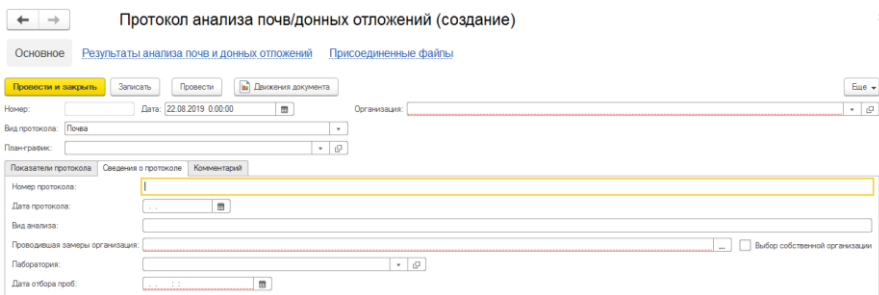 Протокол анализа почв/донных отложений (создание)
Основное Результаты анализа почв и донных отложений Присоединенные файлы
Провести и закрыть Записать Провести Движения документа Еще
Номер: Дата: 22.08.2019 0:00:00 Организация:
Вид протокола: Почва
План-график:
Показатели протокола Сведения о протоколе Комментарий
Номер протокола:
Дата протокола: . .
Вид анализа:
Проводившая замеры организация: ... Выбор собственной организации
Лаборатория:
Дата отбора проб: . . : :